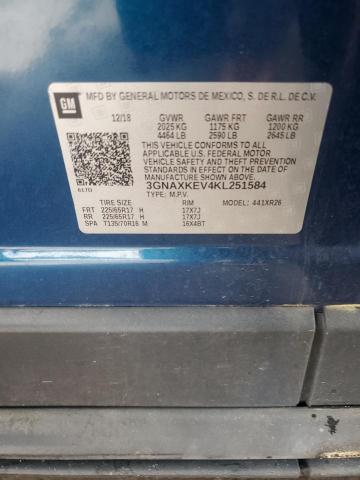 GM
MFD BY GENERAL MOTORS DE MEXICO, S. DE R.L. DE C.V.
12/18 GVWR GAWR FRT GAWR RR
2025 KG 1175 KG 1200 KG
4464 LB 2590 LB 2645 LB
THIS VEHICLE CONFORMS TO ALL
APPLICABLE U.S. FEDERAL MOTOR
VEHICLE SAFETY, BUMPER, AND
THEFT PREVENTION STANDARDS
IN EFFECT ON THE DATE OF
MANUFACTURE SHOWN ABOVE.
3GNAXKEV4KL251584
TYPE: M.P.V.
TIRE SIZE RIM MODEL: 441XR26
FRT 225/65R17 H 17X7J
RR 225/65R17 H 17X7J
SPA T135/70R16 M 16X4BT